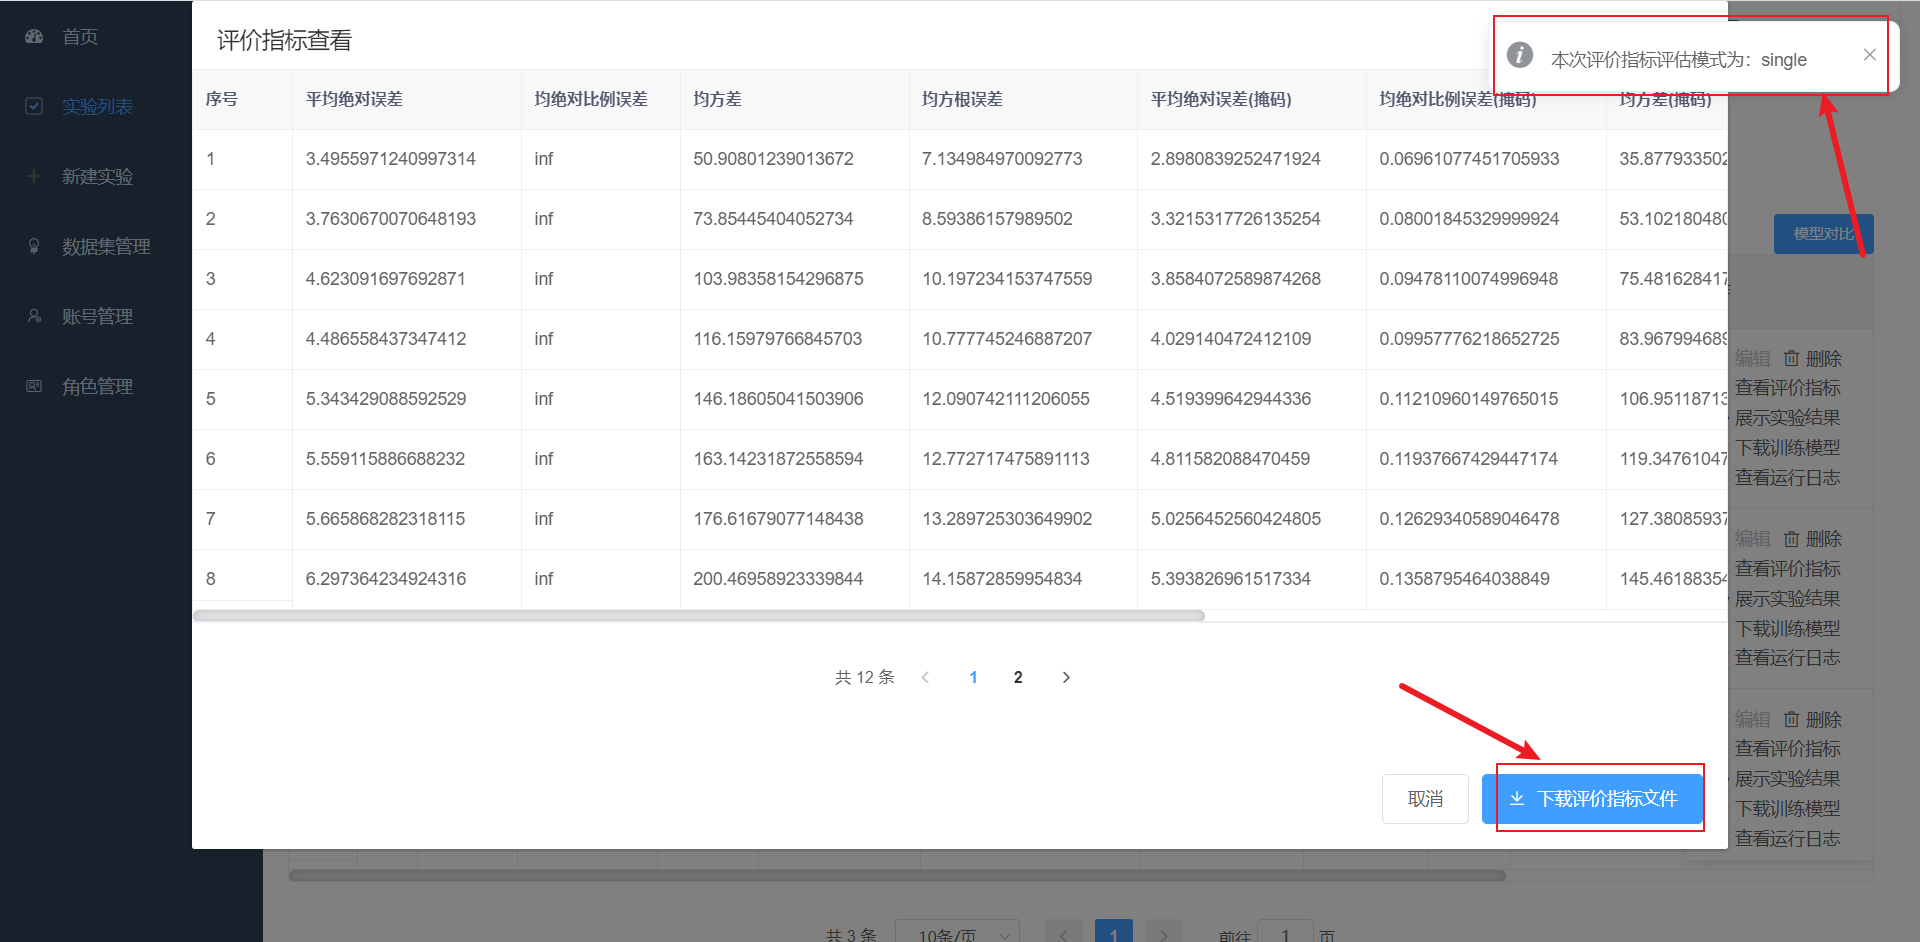 首页
实验列表
新建实验
数据集管理
账号管理
角色管理
评价指标查看
本次评价指标评估模式为：single
序号 平均绝对误差 均绝对比例误差 均方差 均方根误差 平均绝对误差(掩码) 均绝对比例误差(掩码) 均方差(掩码)
1 3.4955971240997314 inf 50.90801239013672 7.134984970092773 2.8980839252471924 0.06961077451705933 35.877933502
2 3.7630670070648193 inf 73.85445404052734 8.59386157989502 3.3215317726135254 0.08001845329999924 53.102180480
3 4.623091697692871 inf 103.98358154296875 10.197234153747559 3.8584072589874268 0.09478110074996948 75.481628417
4 4.486558437347412 inf 116.15979766845703 10.777745246887207 4.029140472412109 0.09957776218652725 83.967994689
5 5.343429088592529 inf 146.18605041503906 12.090742111206055 4.519399642944336 0.11210960149765015 106.95118713
6 5.559115886688232 inf 163.14231872558594 12.772717475891113 4.811582088470459 0.11937667429447174 119.34761047
7 5.665868282318115 inf 176.61679077148438 13.289725303649902 5.0256452560424805 0.12629340589046478 127.38085937
8 6.297364234924316 inf 200.46958923339844 14.15872859954834 5.393826961517334 0.1358795464038849 145.46188354
共 12 条 1 2
取消 下载评价指标文件
模型对比
编辑 删除
查看评价指标
展示实验结果
下载训练模型
查看运行日志
编辑 删除
查看评价指标
展示实验结果
下载训练模型
查看运行日志
编辑 删除
查看评价指标
展示实验结果
下载训练模型
查看运行日志
共 3 条 10条/页 1 前往 1 页